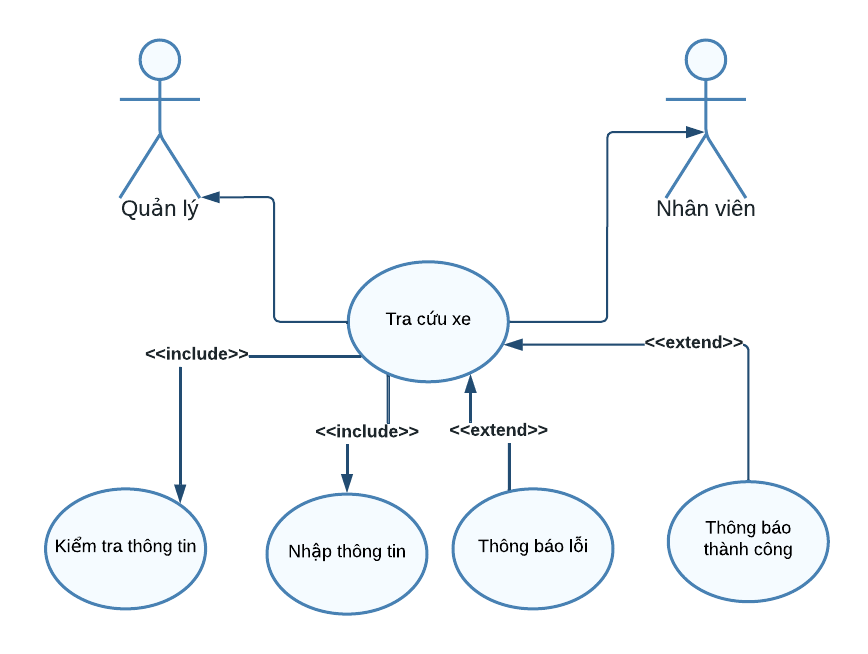 Quản lý
Nhân viên
Tra cứu xe
<<extend>>
<<include>>
<<include>>
<<extend>>
Kiểm tra thông tin
Nhập thông tin
Thông báo lỗi
Thông báo
thành công